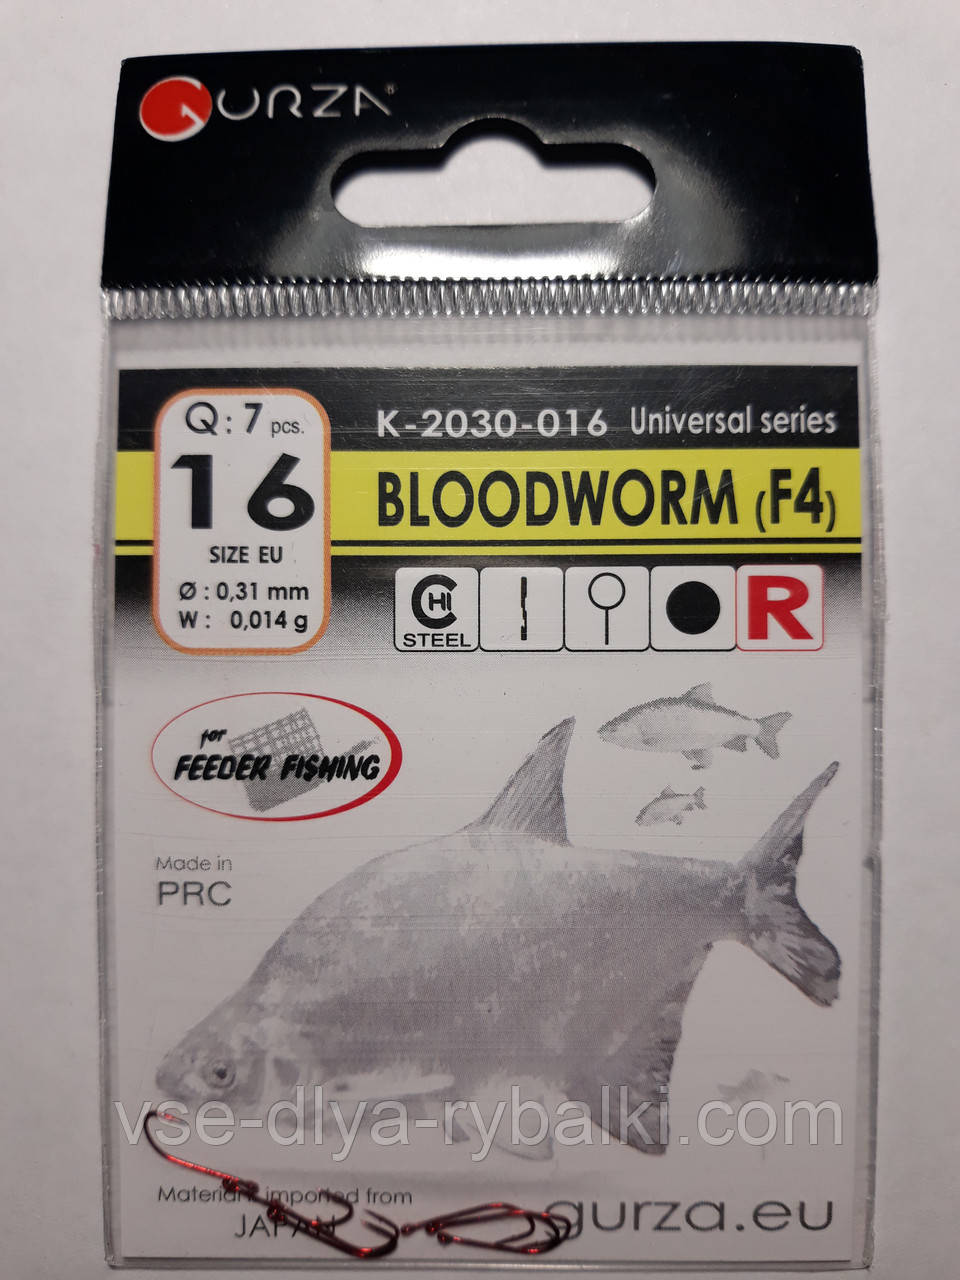 GURZA®
Q: 7 pcs.
16
SIZE EU
Ø : 0,31 mm
W : 0,014 g
K-2030-016 Universal series
BLOODWORM (F4)
C HI
STEEL
R
for
FEEDER FISHING
Made in
PRC
vse-dlya-rybalki.com
Material: imported from
JAPAN
gurza.eu